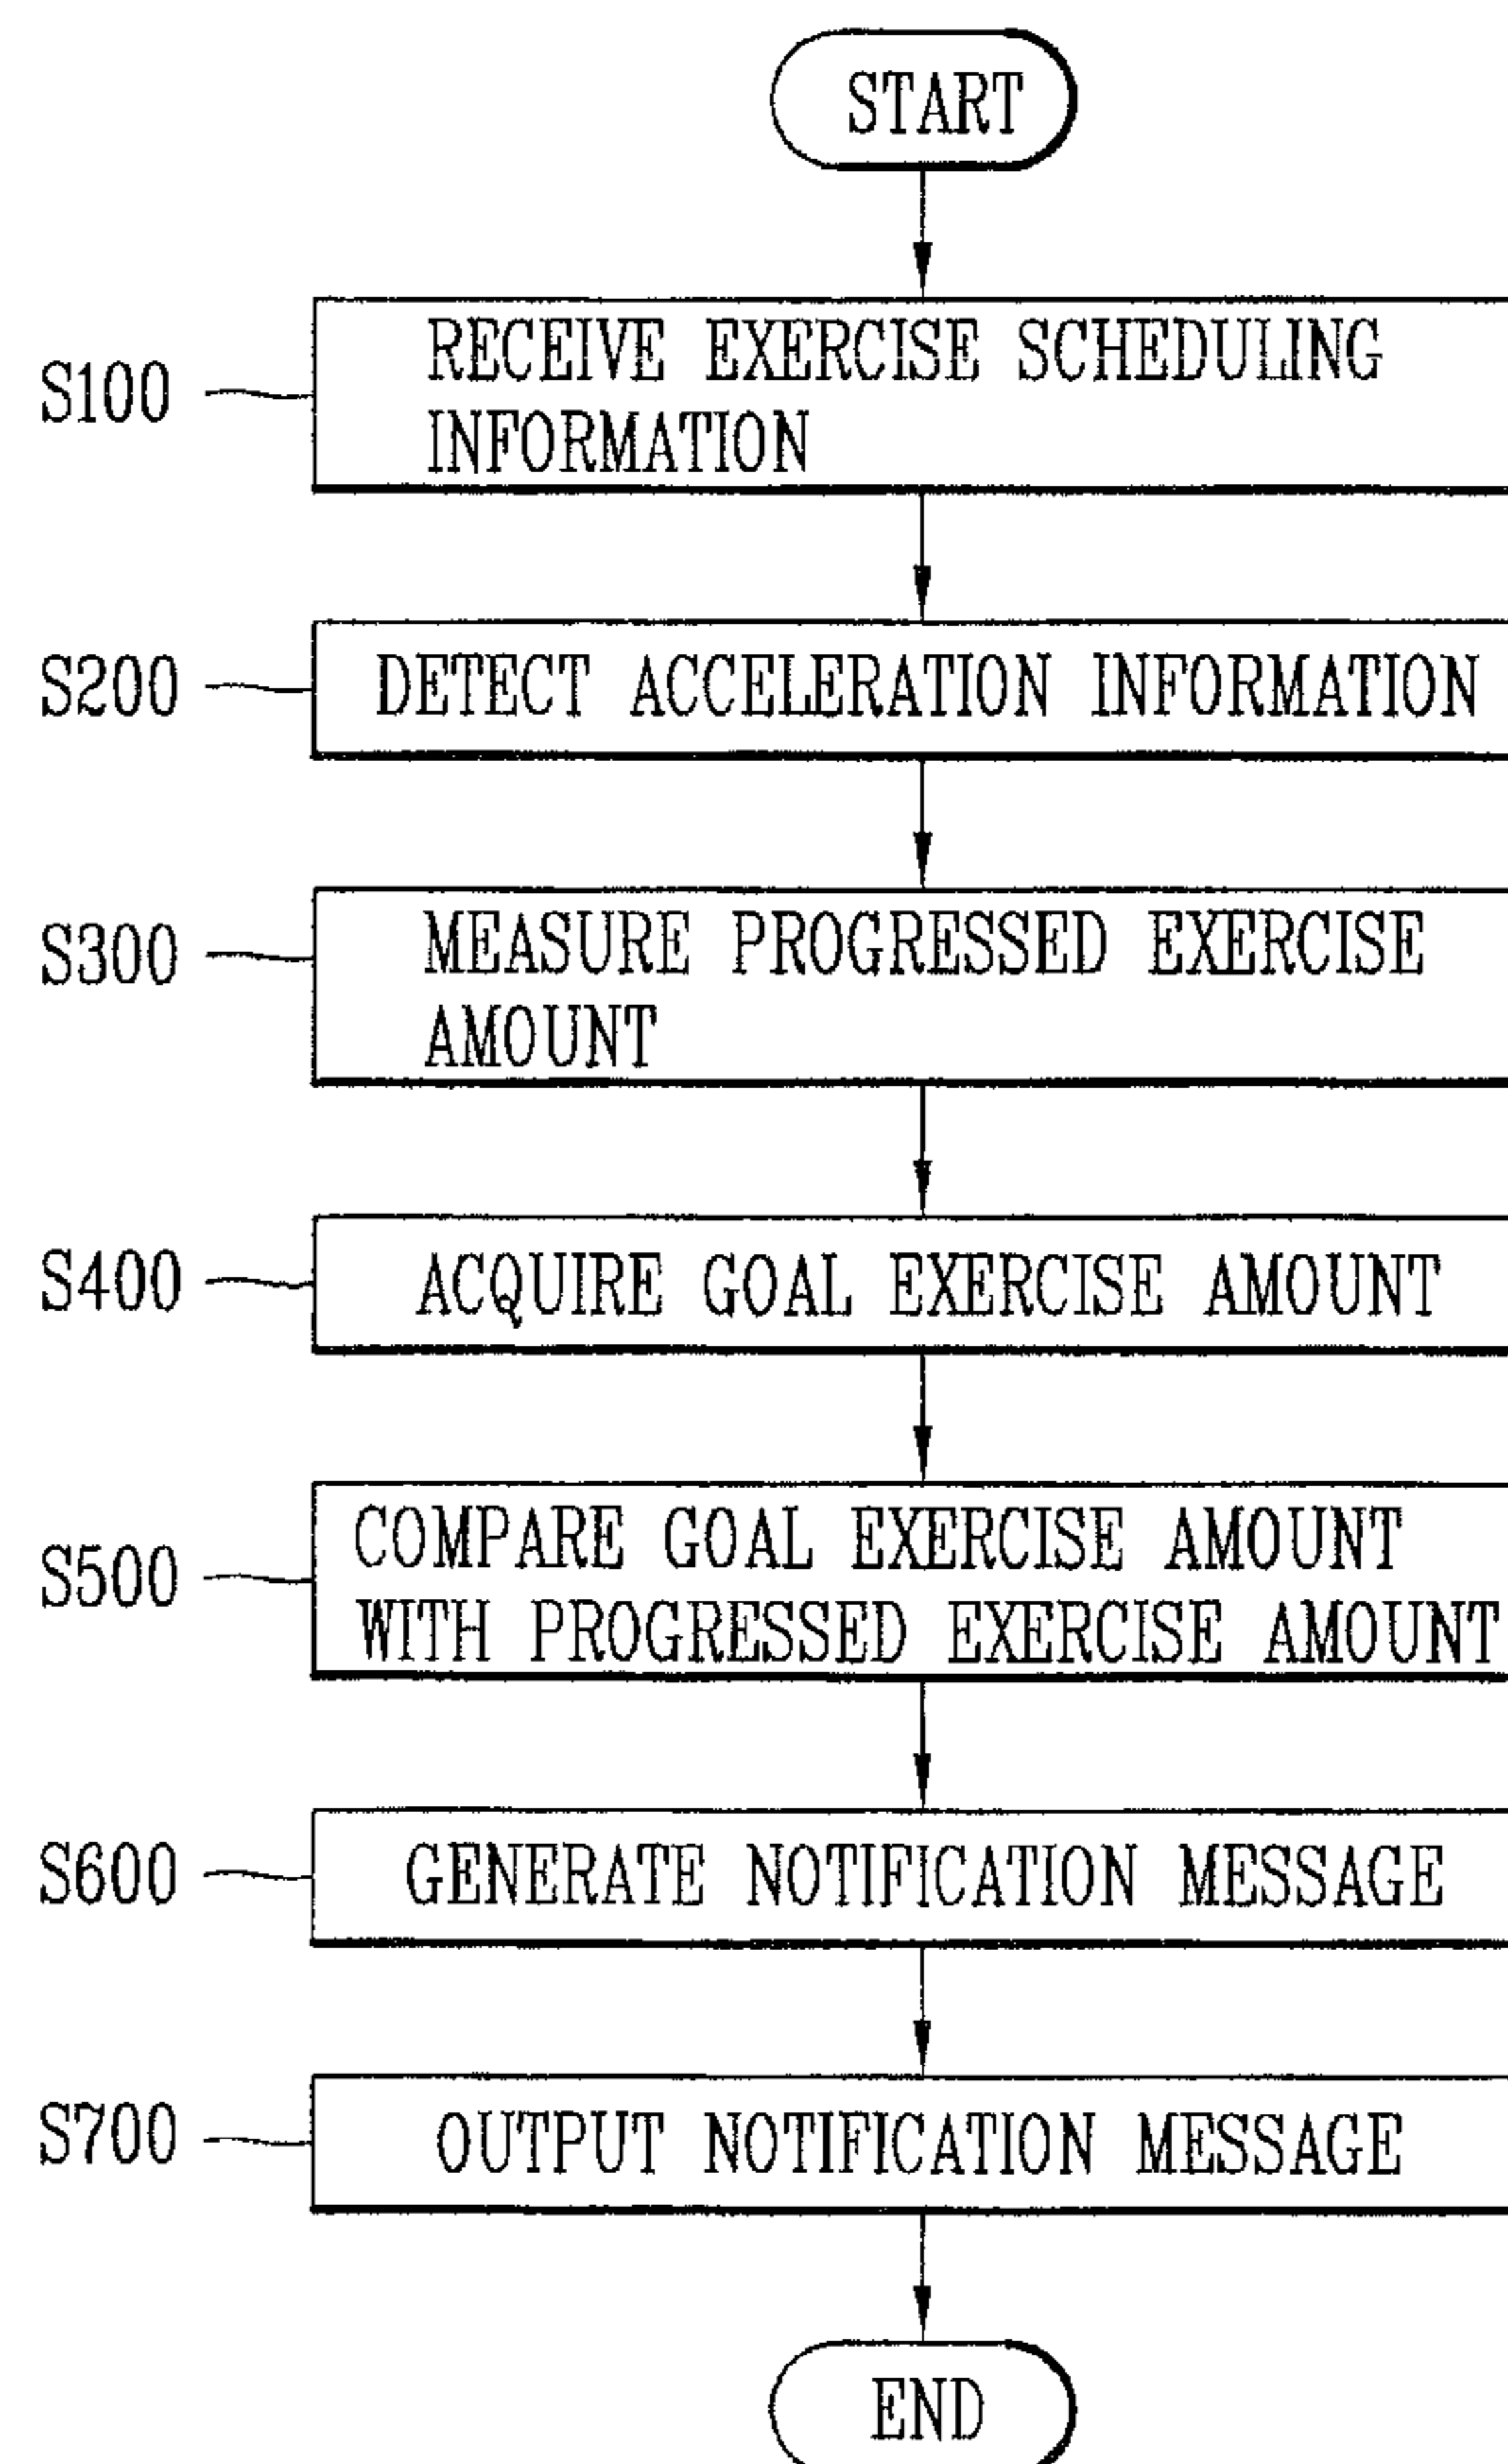 START
S100
RECEIVE EXERCISE SCHEDULING
INFORMATION
S200
DETECT ACCELERATION INFORMATION
S300
MEASURE PROGRESSED EXERCISE
AMOUNT
S400
ACQUIRE GOAL EXERCISE AMOUNT
S500
COMPARE GOAL EXERCISE AMOUNT
WITH PROGRESSED EXERCISE AMOUNT
S600
GENERATE NOTIFICATION MESSAGE
S700
OUTPUT NOTIFICATION MESSAGE
END